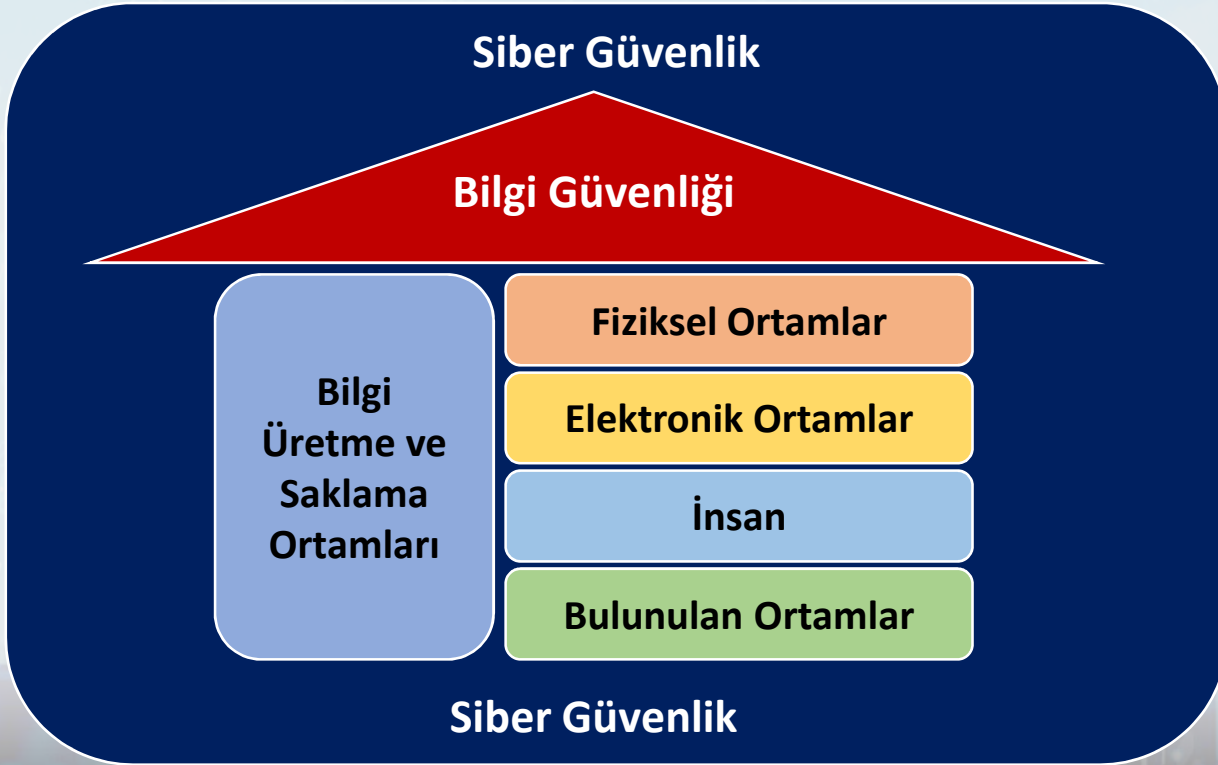 Siber Güvenlik
Bilgi Güvenliği
Bilgi
Üretme ve
Saklama
Ortamları
Fiziksel Ortamlar
Elektronik Ortamlar
İnsan
Bulunulan Ortamlar
Siber Güvenlik